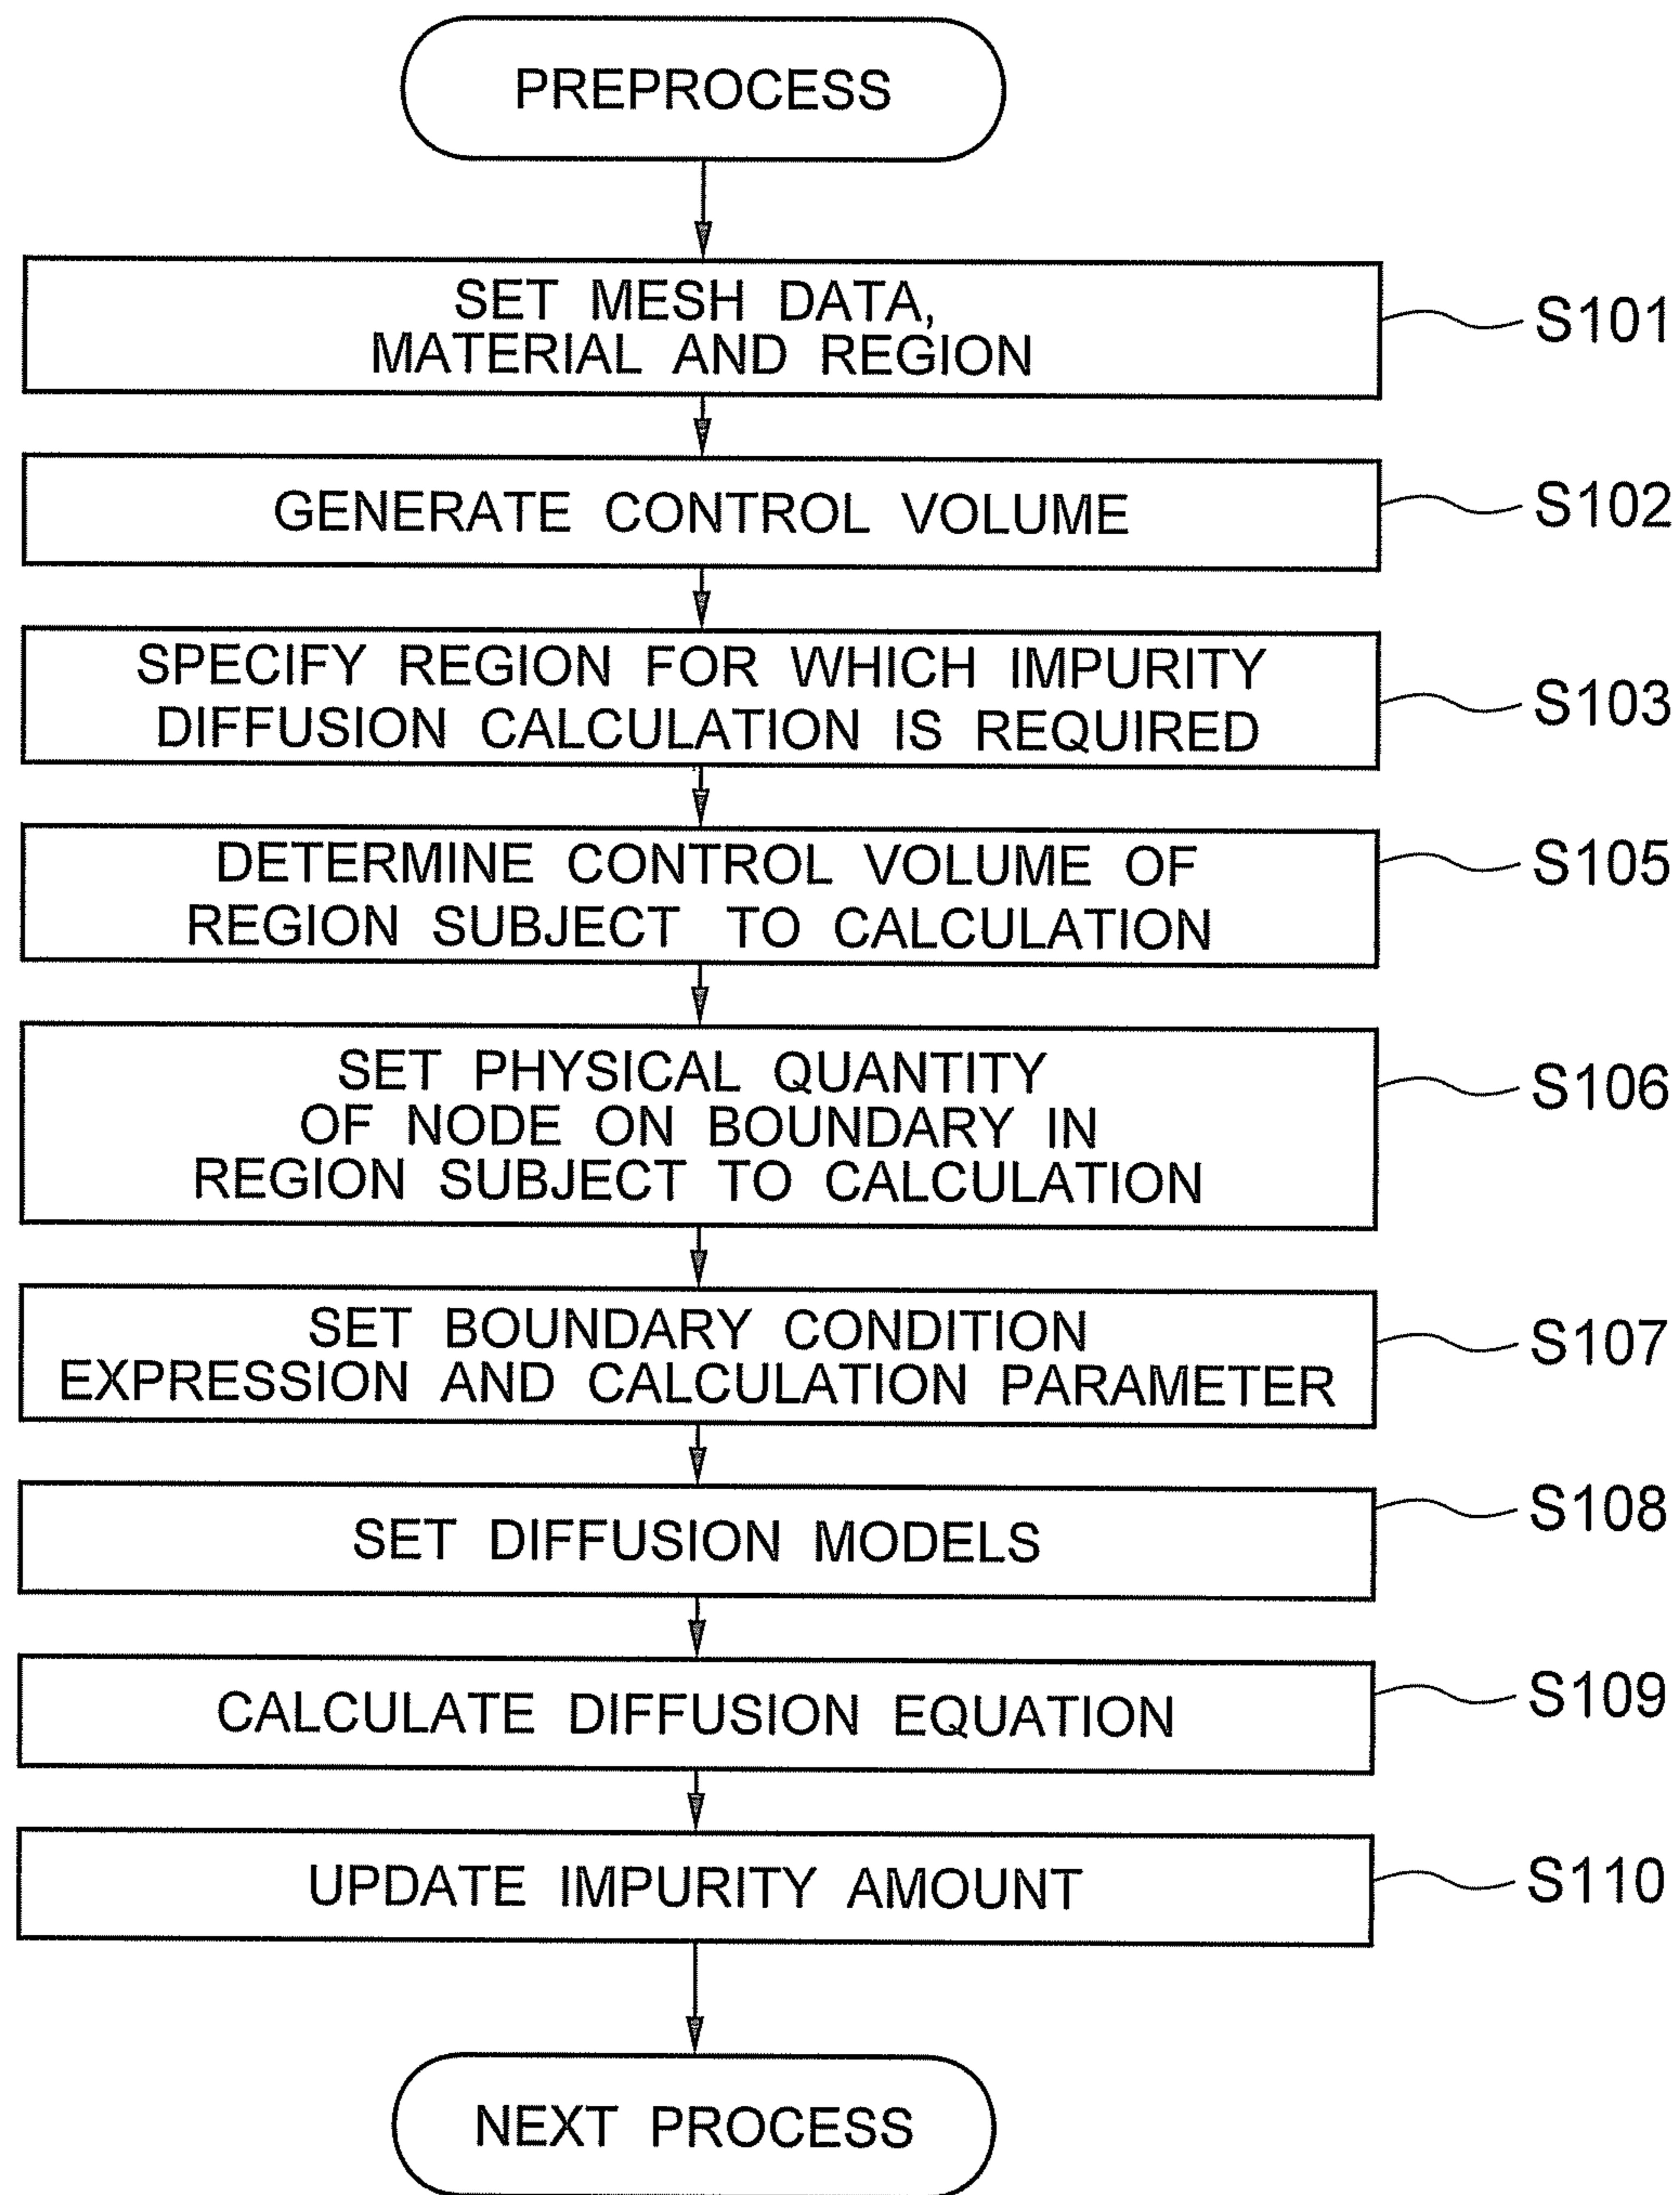 PREPROCESS
SET MESH DATA,
MATERIAL AND REGION
S101
GENERATE CONTROL VOLUME
S102
SPECIFY REGION FOR WHICH IMPURITY
DIFFUSION CALCULATION IS REQUIRED
S103
DETERMINE CONTROL VOLUME OF
REGION SUBJECT TO CALCULATION
S105
SET PHYSICAL QUANTITY
OF NODE ON BOUNDARY IN
REGION SUBJECT TO CALCULATION
S106
SET BOUNDARY CONDITION
EXPRESSION AND CALCULATION PARAMETER
S107
SET DIFFUSION MODELS
S108
CALCULATE DIFFUSION EQUATION
S109
UPDATE IMPURITY AMOUNT
S110
NEXT PROCESS